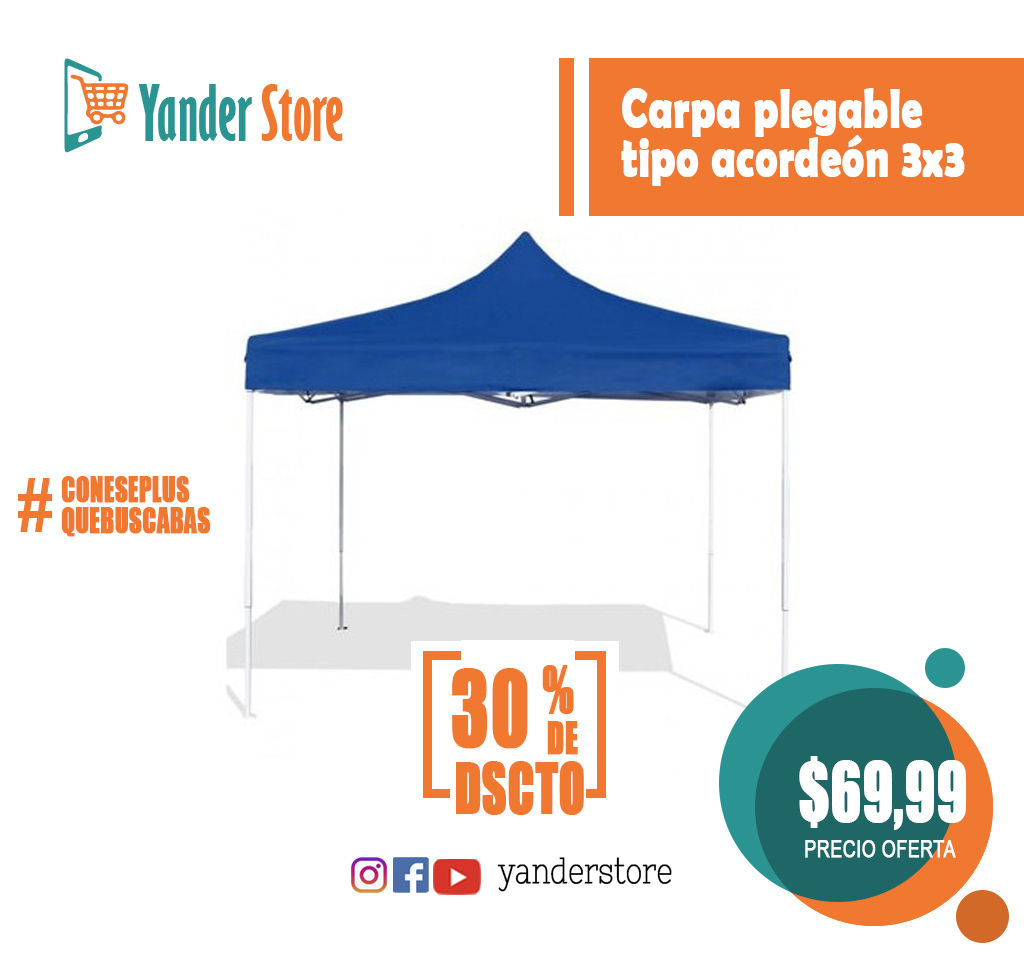 Yander Store
Carpa plegable
tipo acordeón 3x3
# CONESEPLUS
QUEBUSCABAS
30 %
DE
DSCTO
$69,99
PRECIO OFERTA
yanderstore